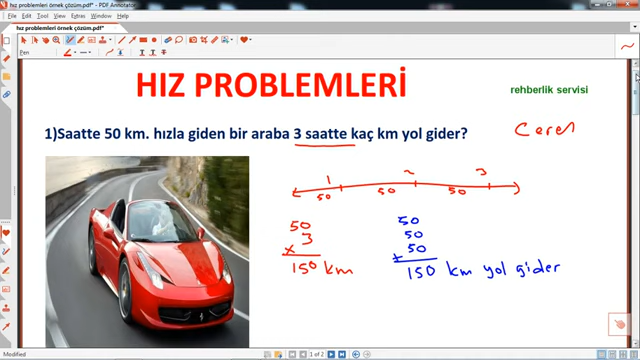 hız problemleri örnek çözüm.pdf* - PDF Annotator
File Edit Tool View Extras Window Help
hız problemleri örnek çözüm.pdf*
Pen
HIZ PROBLEMLERİ
rehberlik servisi
1)Saatte 50 km. hızla giden bir araba 3 saatte kaç km yol gider?
Ceren
1 2 3
50 50 50
50
3
x
150 km
50
50
50
+
150 km yol gider
Modified
1 of 2